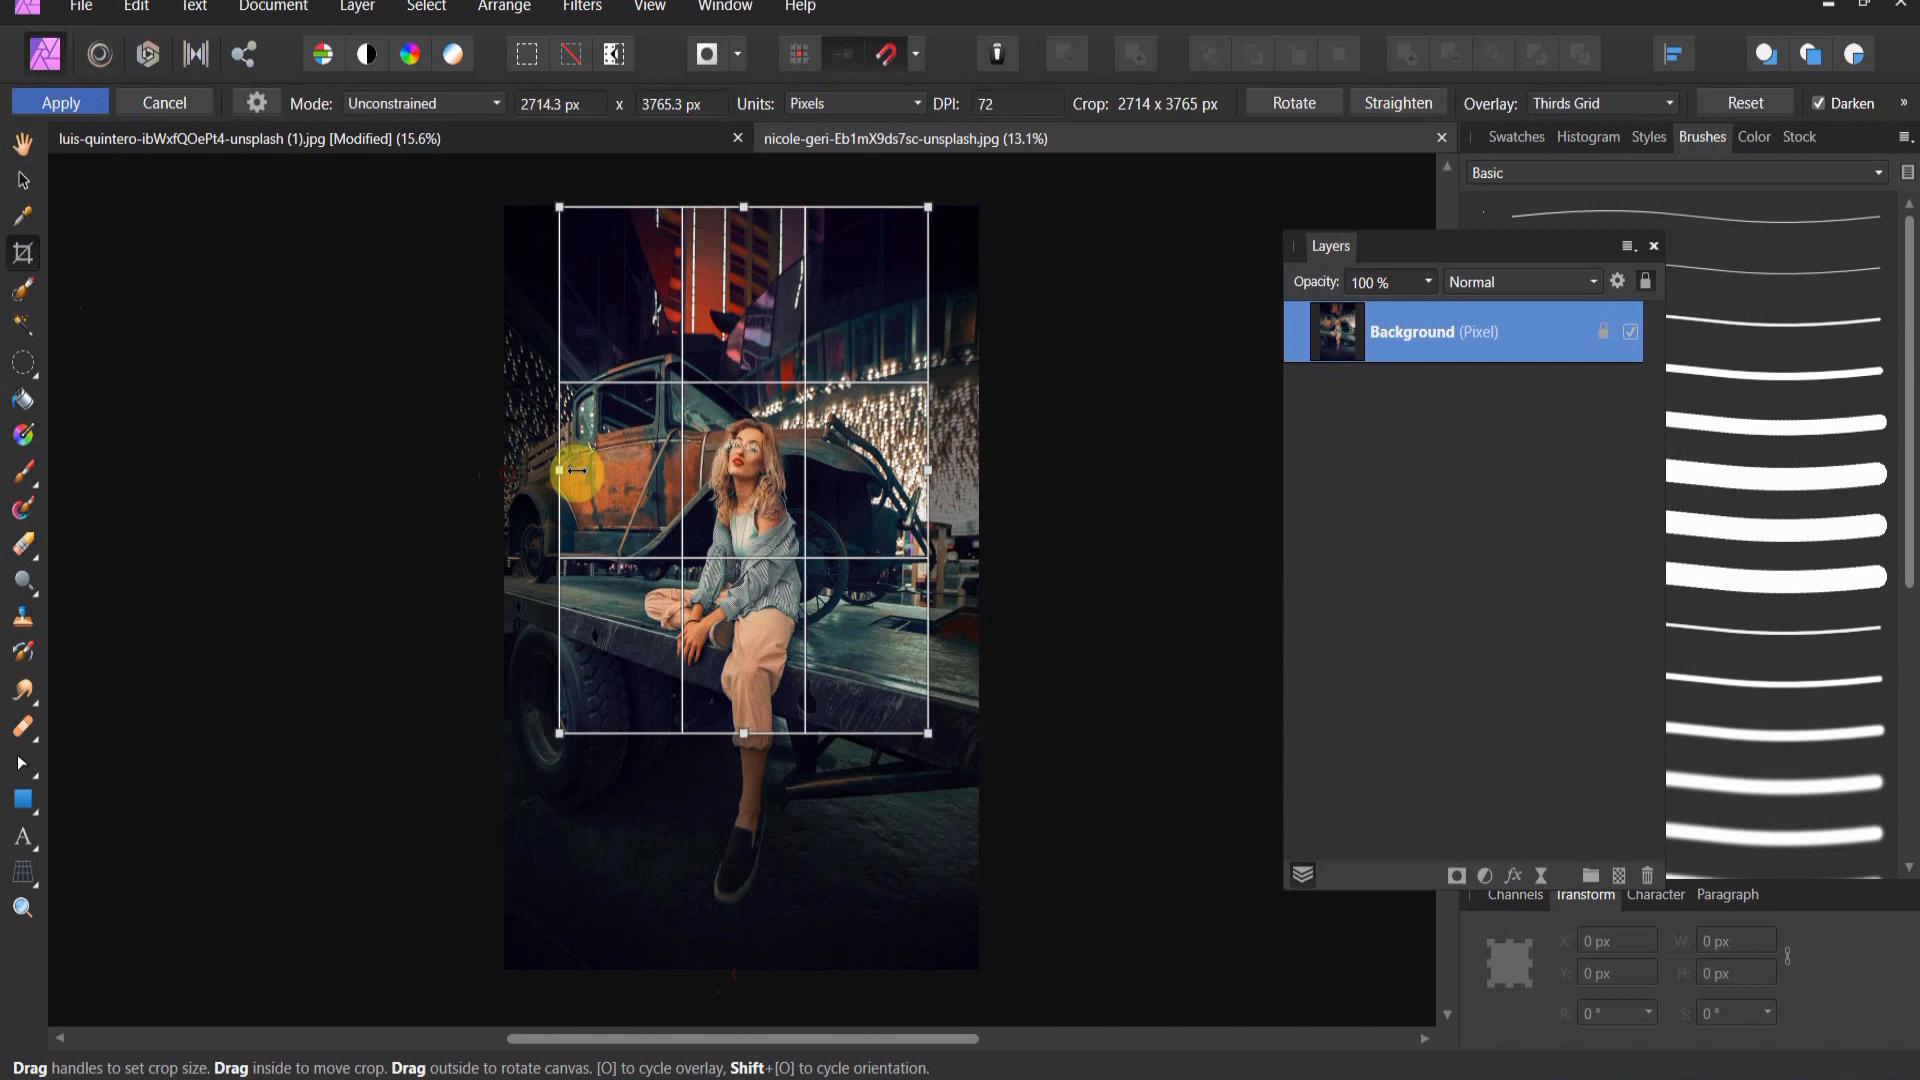 File Edit Text Document Layer Select Arrange Filters View Window Help
Apply Cancel Mode: Unconstrained 2714.3 px x 3765.3 px Units: Pixels DPI: 72 Crop: 2714 x 3765 px Rotate Straighten Overlay: Thirds Grid Reset Darken »
luis-quintero-ibWxfQOePt4-unsplash (1).jpg [Modified] (15.6%) nicole-geri-Eb1mX9ds7sc-unsplash.jpg (13.1%) Swatches Histogram Styles Brushes Color Stock
Basic
Layers
Opacity: 100 % Normal
Background (Pixel)
Channels Transform Character Paragraph
X: 0 px W: 0 px
Y: 0 px H: 0 px
R: 0 ° S: 0 °
Drag handles to set crop size. Drag inside to move crop. Drag outside to rotate canvas. [O] to cycle overlay, Shift+[O] to cycle orientation.